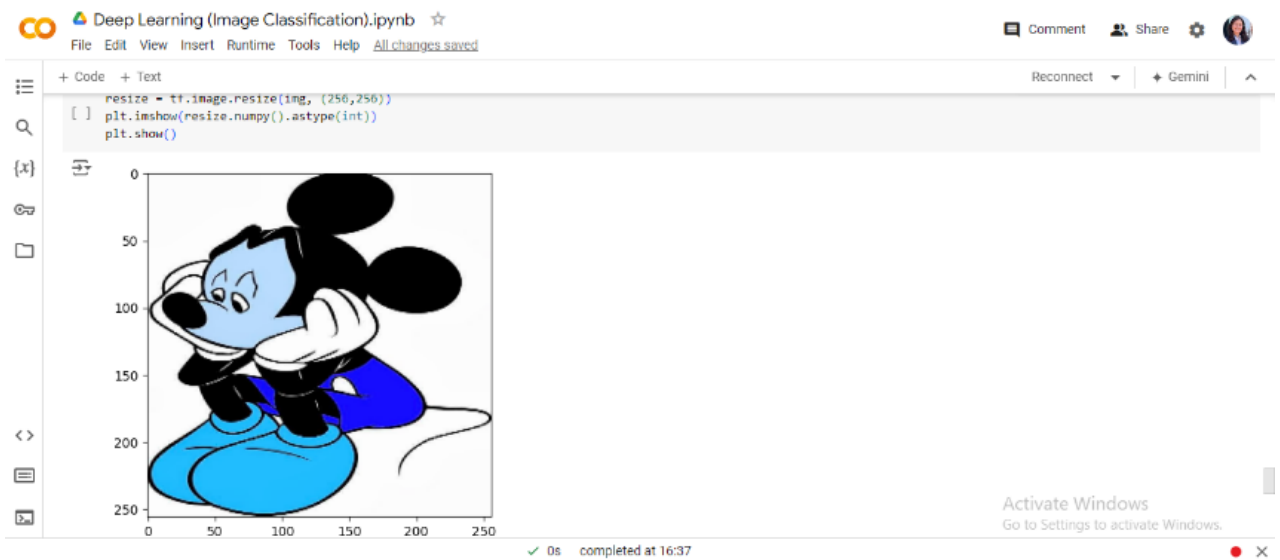 Deep Learning (Image Classification).ipynb
Comment Share
File Edit View Insert Runtime Tools Help All changes saved
+ Code + Text
Reconnect Gemini
resize = tf.image.resize(img, (256,256))
[ ] plt.imshow(resize.numpy().astype(int))
plt.show()
{x}
0
50
100
150
200
250
0 50 100 150 200 250
<>
Activate Windows
Go to Settings to activate Windows.
✓ 0s completed at 16:37